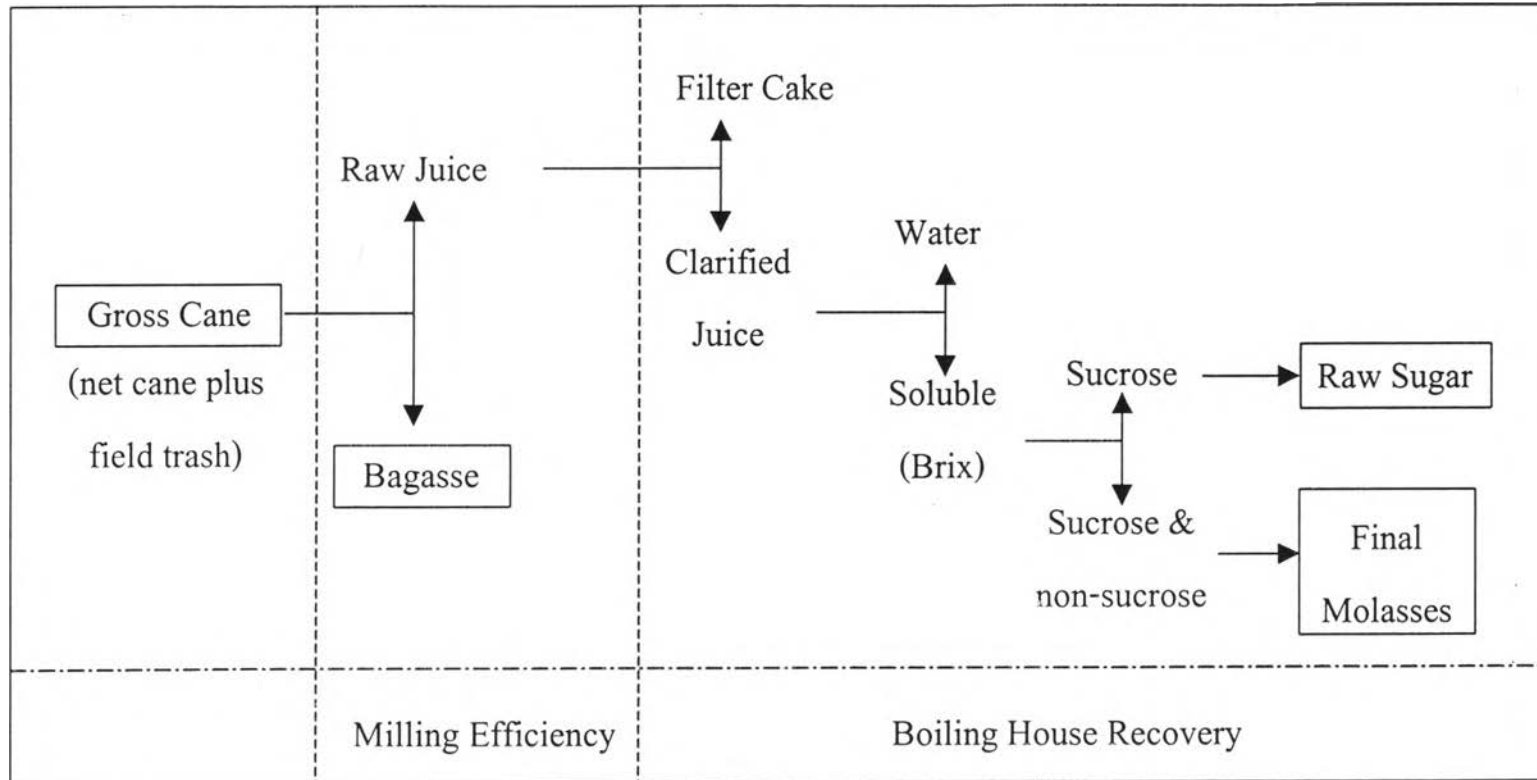 Filter Cake
Raw Juice
Water
Clarified
Juice
Gross Cane
(net cane plus
field trash)
Bagasse
Soluble
(Brix)
Sucrose
Raw Sugar
Sucrose &
non-sucrose
Final
Molasses
Milling Efficiency
Boiling House Recovery